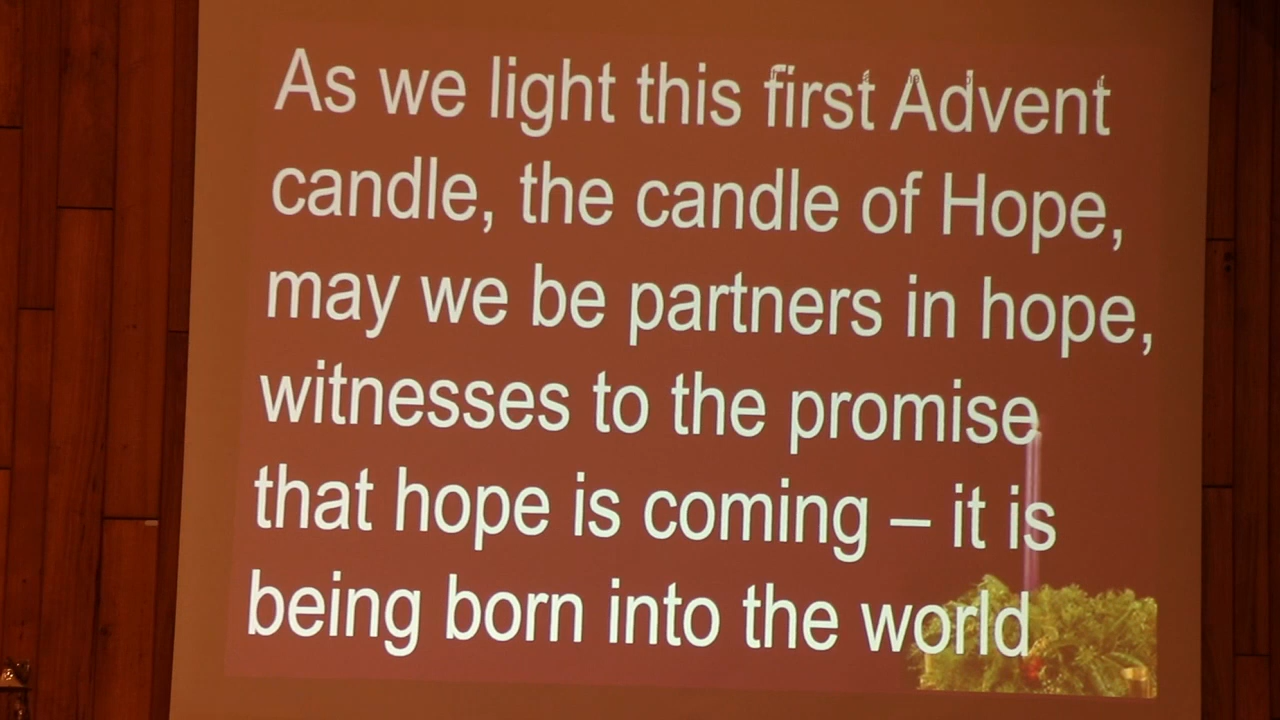 As we light this first Advent
candle, the candle of Hope,
may we be partners in hope,
witnesses to the promise
that hope is coming – it is
being born into the world